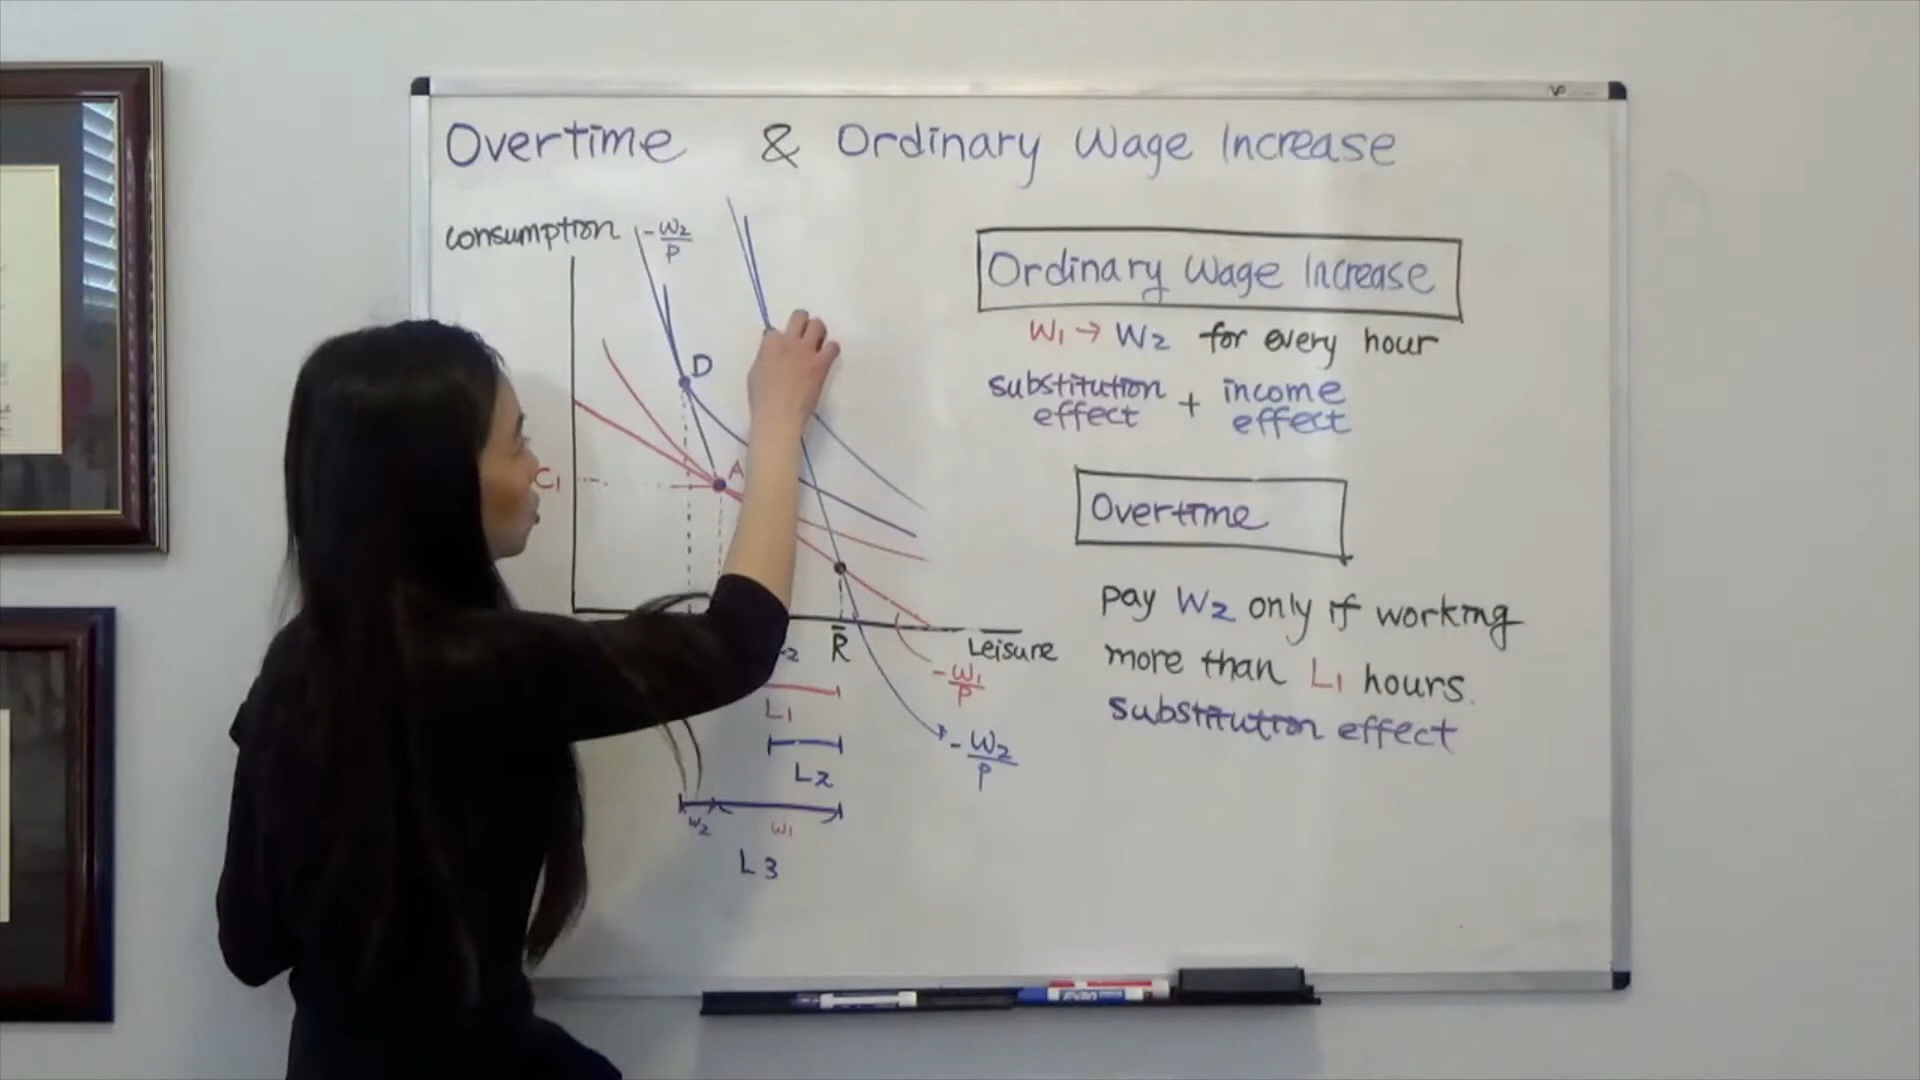 Overtime & Ordinary Wage Increase
consumption
-W2/P
D
A
C1
R̄
Leisure
-W1/P
L1
-W2/P
L2
W2 W1
L3
Ordinary Wage Increase
W1 → W2 for every hour
substitution effect + income effect
Overtime
pay W2 only if working
more than L1 hours.
substitution effect